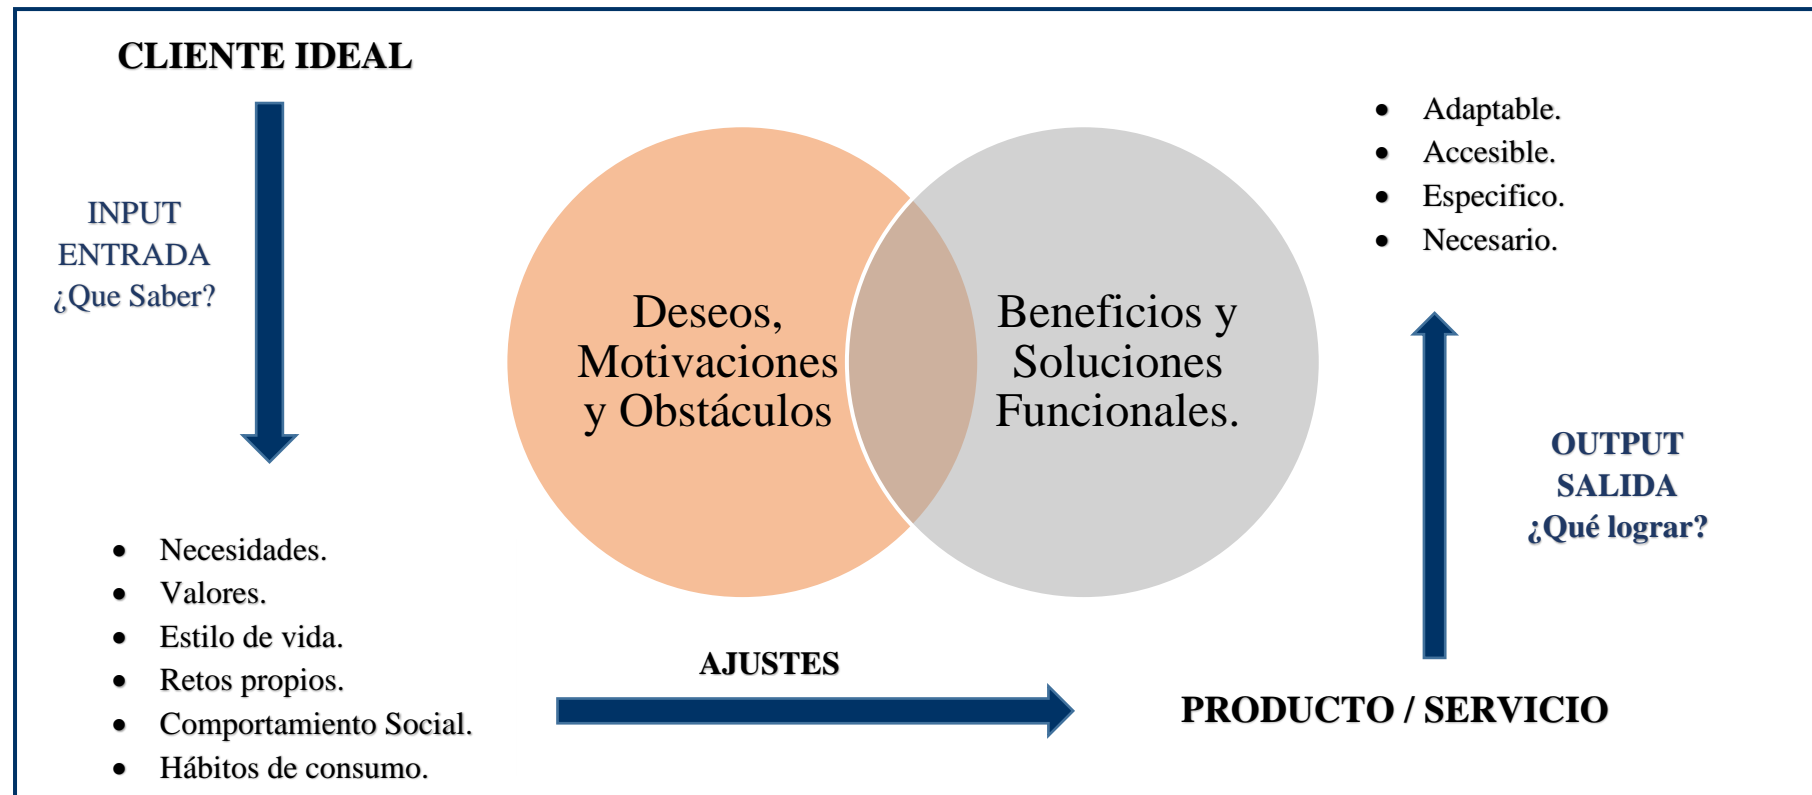 CLIENTE IDEAL
INPUT
ENTRADA
¿Que Saber?
• Necesidades.
• Valores.
• Estilo de vida.
• Retos propios.
• Comportamiento Social.
• Hábitos de consumo.
Deseos,
Motivaciones
y Obstáculos
Beneficios y
Soluciones
Funcionales.
AJUSTES
PRODUCTO / SERVICIO
OUTPUT
SALIDA
¿Qué lograr?
• Adaptable.
• Accesible.
• Especifico.
• Necesario.